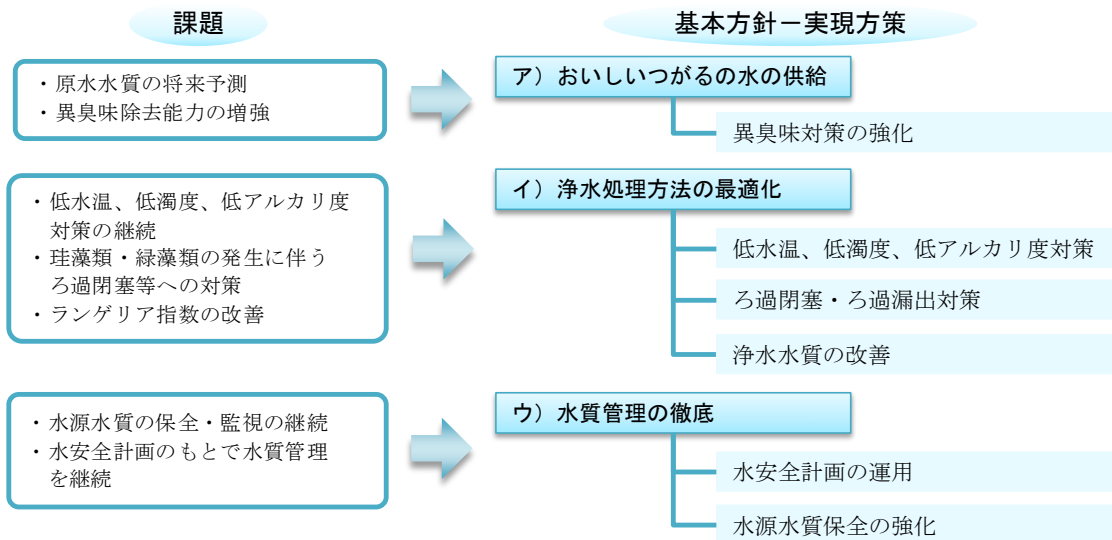 課題
基本方針－実現方策
・原水水質の将来予測
・異臭味除去能力の増強
ア）おいしいつがるの水の供給
異臭味対策の強化
・低水温、低濁度、低アルカリ度
対策の継続
・珪藻類・緑藻類の発生に伴う
ろ過閉塞等への対策
・ランゲリア指数の改善
イ）浄水処理方法の最適化
低水温、低濁度、低アルカリ度対策
ろ過閉塞・ろ過漏出対策
浄水水質の改善
・水源水質の保全・監視の継続
・水安全計画のもとで水質管理
を継続
ウ）水質管理の徹底
水安全計画の運用
水源水質保全の強化